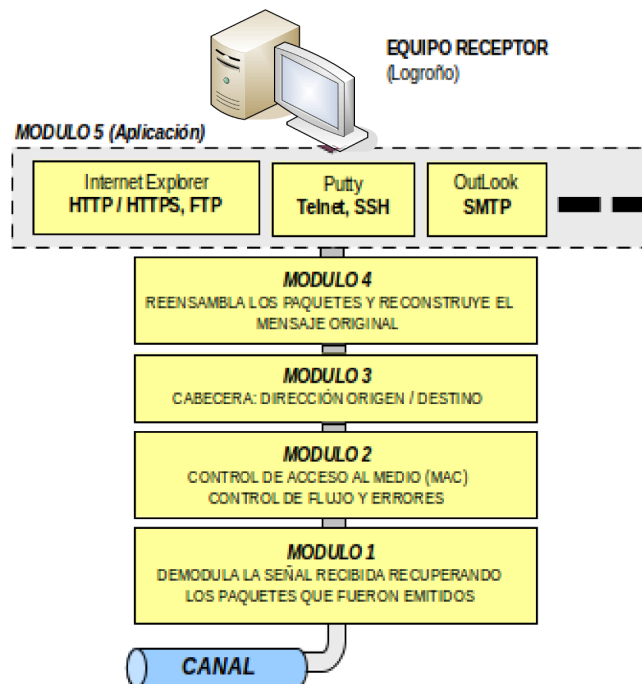 EQUIPO RECEPTOR
(Logroño)
MODULO 5 (Aplicación)
Internet Explorer
HTTP / HTTPS, FTP
Putty
Telnet, SSH
OutLook
SMTP
MODULO 4
REENSAMBLA LOS PAQUETES Y RECONSTRUYE EL
MENSAJE ORIGINAL
MODULO 3
CABECERA: DIRECCIÓN ORIGEN / DESTINO
MODULO 2
CONTROL DE ACCESO AL MEDIO (MAC)
CONTROL DE FLUJO Y ERRORES
MODULO 1
DEMODULA LA SEÑAL RECIBIDA RECUPERANDO
LOS PAQUETES QUE FUERON EMITIDOS
CANAL